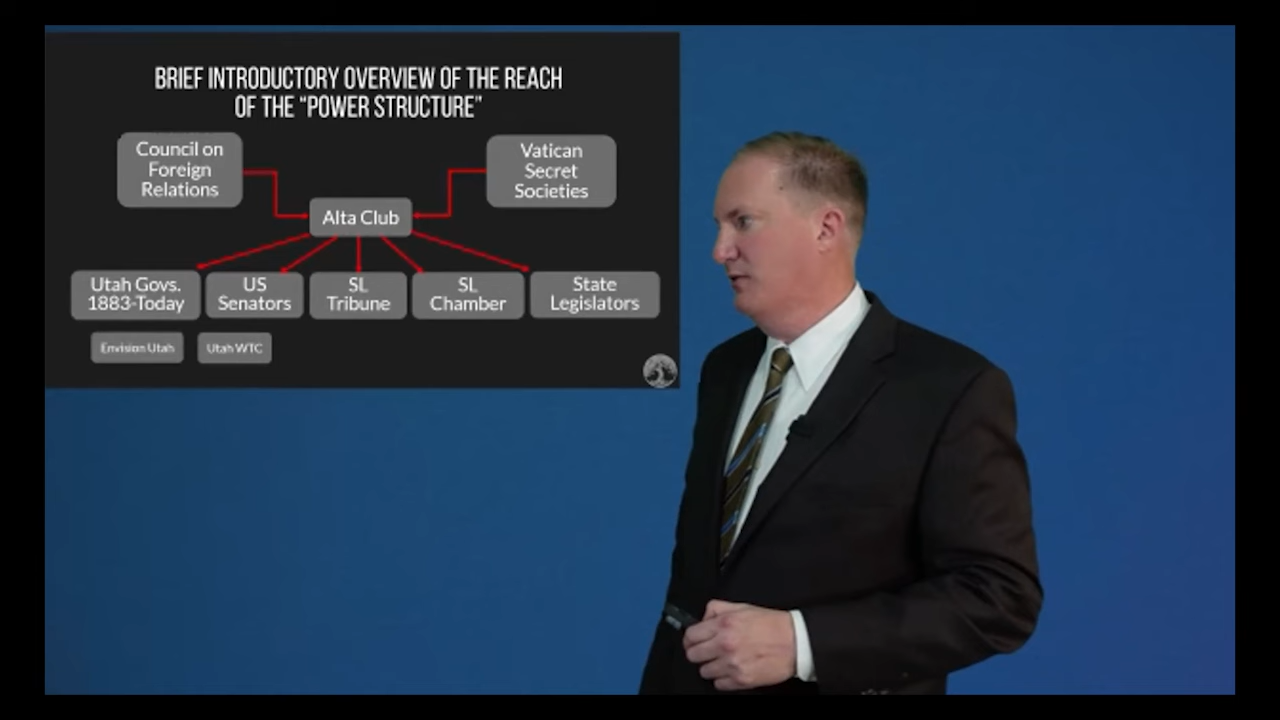 BRIEF INTRODUCTORY OVERVIEW OF THE REACH
OF THE "POWER STRUCTURE"
Council on
Foreign
Relations
Vatican
Secret
Societies
Alta Club
Utah Govs.
1883-Today
US
Senators
SL
Tribune
SL
Chamber
State
Legislators
Envision Utah
Utah WTC